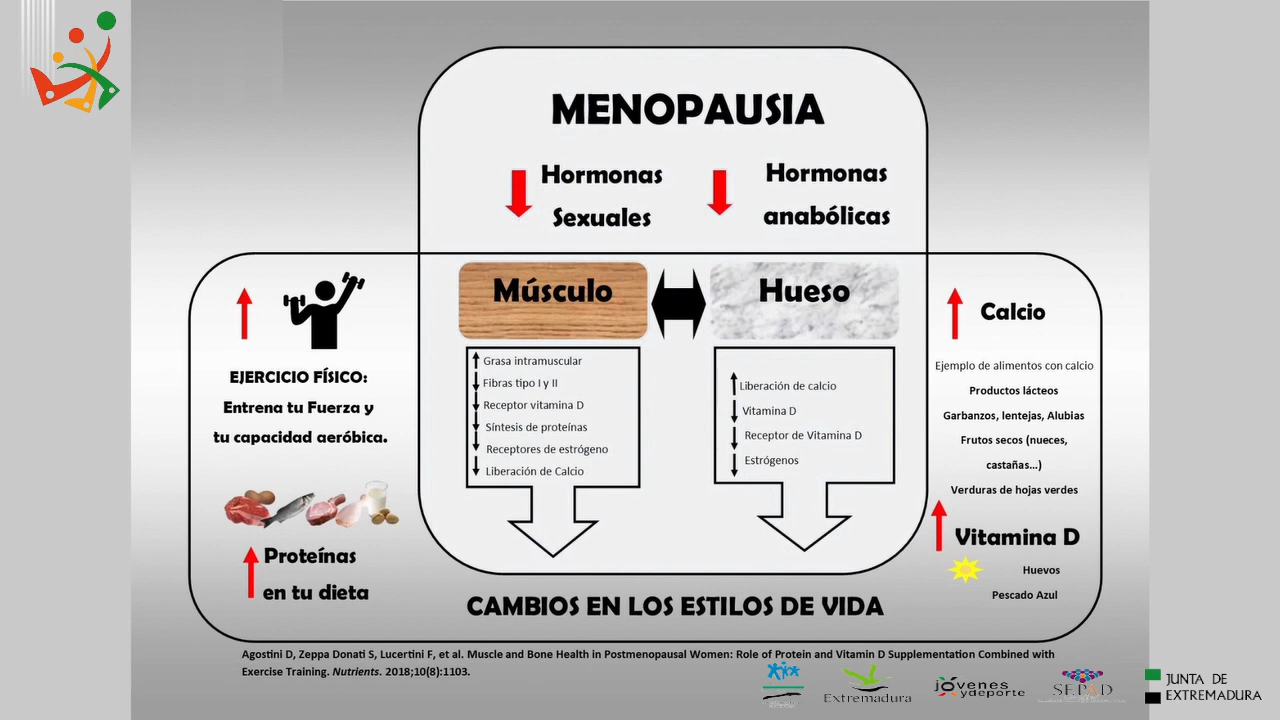 MENOPAUSIA
Hormonas
Sexuales
Hormonas
anabólicas
Músculo
Hueso
Grasa intramuscular
Fibras tipo I y II
Receptor vitamina D
Síntesis de proteínas
Receptores de estrógeno
Liberación de Calcio
Liberación de calcio
Vitamina D
Receptor de Vitamina D
Estrógenos
EJERCICIO FÍSICO:
Entrena tu Fuerza y
tu capacidad aeróbica.
Proteínas
en tu dieta
Calcio
Ejemplo de alimentos con calcio
Productos lácteos
Garbanzos, lentejas, Alubias
Frutos secos (nueces,
castañas...)
Verduras de hojas verdes
Vitamina D
Huevos
Pescado Azul
CAMBIOS EN LOS ESTILOS DE VIDA
Agostini D, Zeppa Donati S, Lucertini F, et al. Muscle and Bone Health in Postmenopausal Women: Role of Protein and Vitamin D Supplementation Combined with
Exercise Training. Nutrients. 2018;10(8):1103.
Extremadura
jóvenes
ydeporte
SEPAD
JUNTA DE
EXTREMADURA